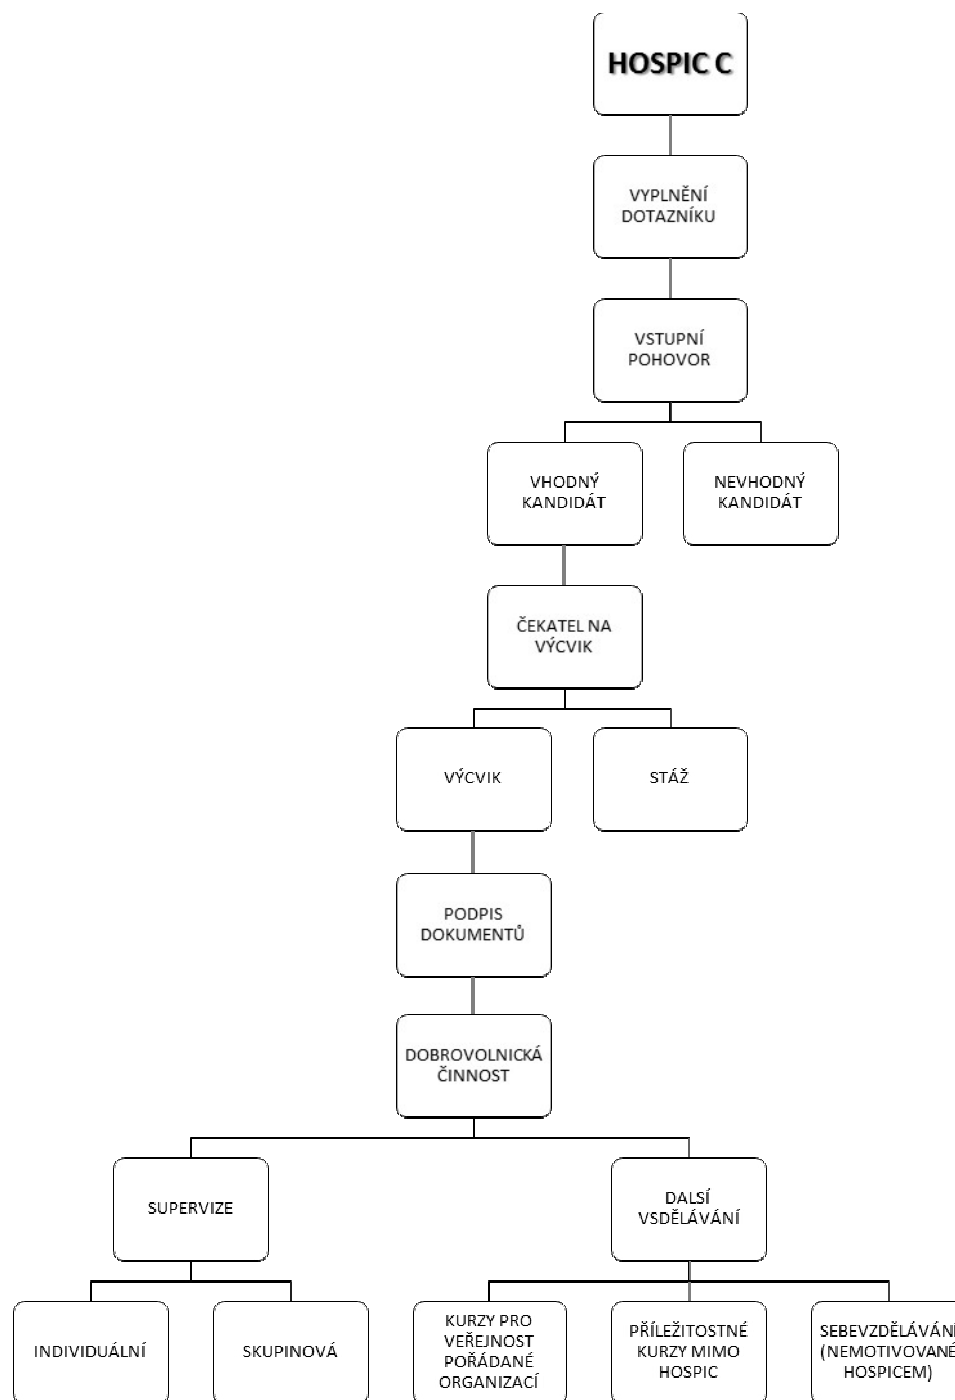 HOSPIC C
VYPLNĚNÍ
DOTAZNÍKU
VSTUPNÍ
POHOVOR
VHODNÝ
KANDIDÁT
NEVHODNÝ
KANDIDÁT
ČEKATEL NA
VÝCVIK
VÝCVIK
STÁŽ
PODPIS
DOKUMENTŮ
DOBROVOLNICKÁ
ČINNOST
SUPERVIZE
DALSÍ
VSDĚLÁVÁNÍ
INDIVIDUÁLNÍ
SKUPINOVÁ
KURZY PRO
VEŘEJNOST
POŘÁDANÉ
ORGANIZACÍ
PŘÍLEŽITOSTNÉ
KURZY MIMO
HOSPIC
SEBEVZDĚLÁVÁNÍ
(NEMOTIVOVANÉ
HOSPICEM)